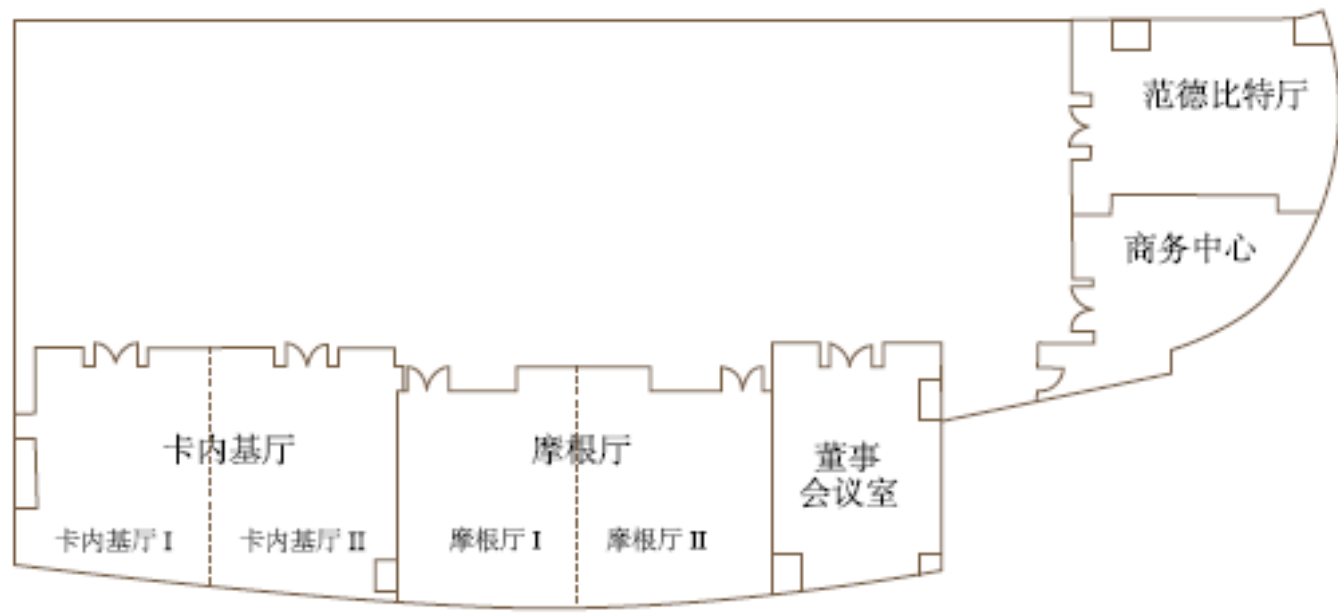 范德比特厅
商务中心
卡内基厅
摩根厅
董事
会议室
卡内基厅 I
卡内基厅 II
摩根厅 I
摩根厅 II